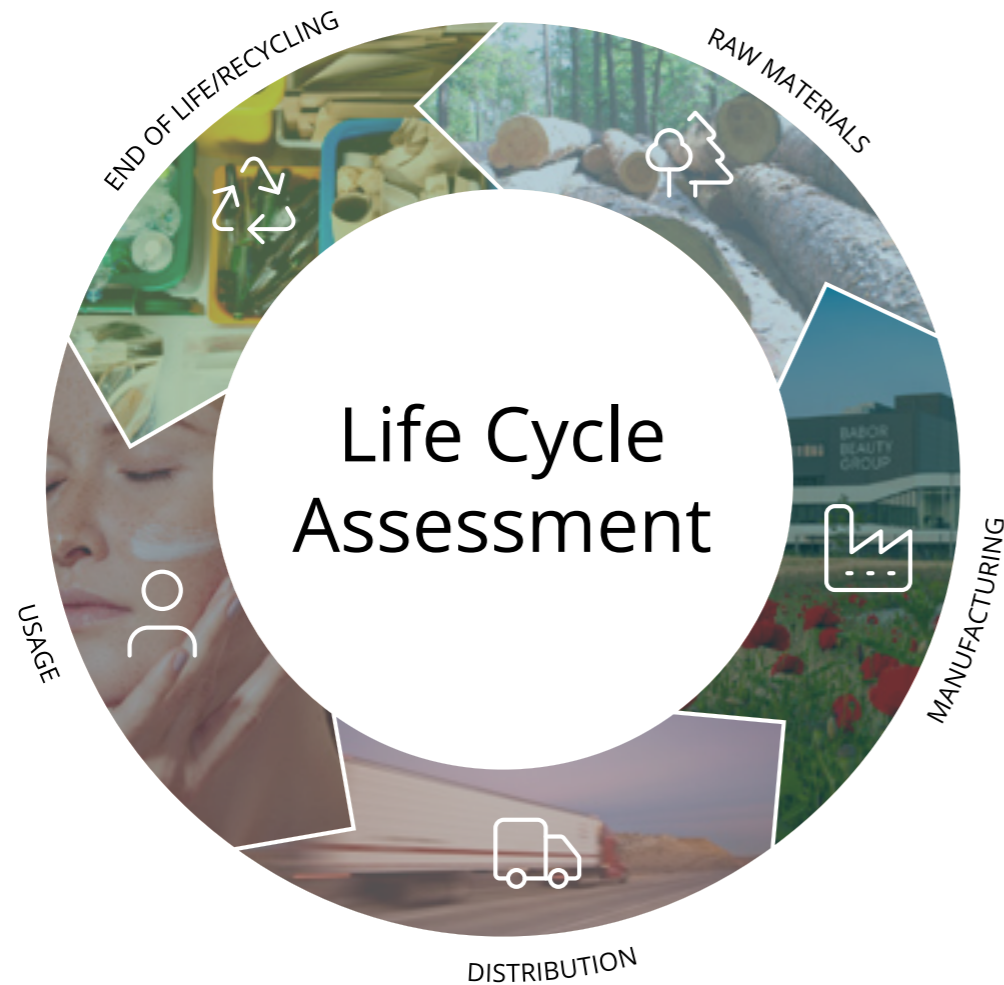 Life Cycle
Assessment
RAW MATERIALS
MANUFACTURING
DISTRIBUTION
USAGE
END OF LIFE/RECYCLING
BABOR
BEAUTY
GROUP